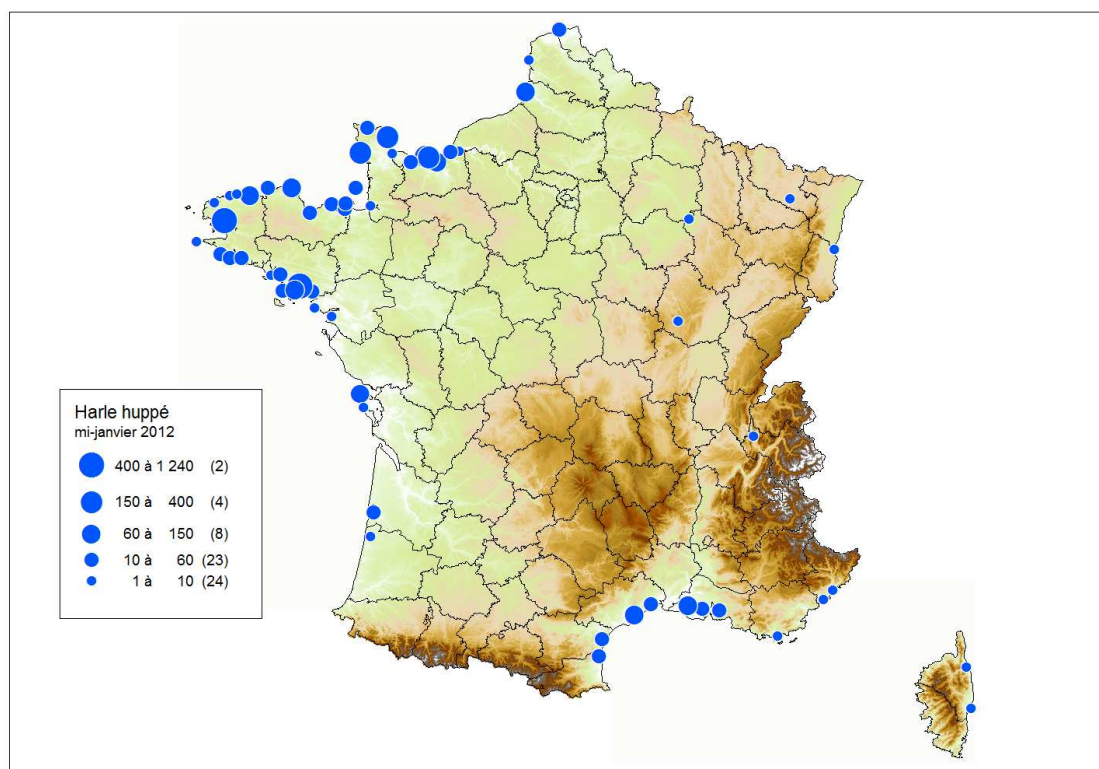 Harle huppé
mi-janvier 2012
400 à 1 240 (2)
150 à 400 (4)
60 à 150 (8)
10 à 60 (23)
1 à 10 (24)